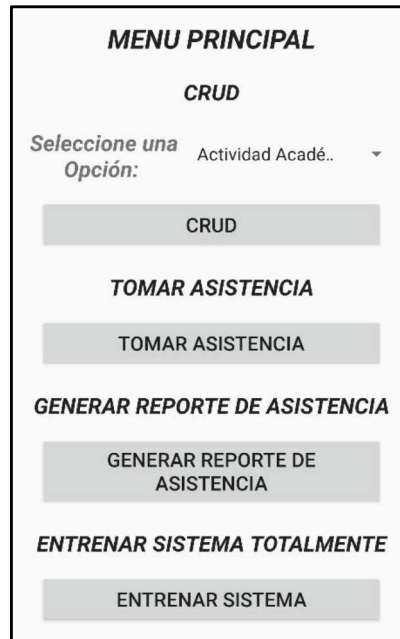 MENU PRINCIPAL
CRUD
Seleccione una
Opción:
Actividad Acadé..
CRUD
TOMAR ASISTENCIA
TOMAR ASISTENCIA
GENERAR REPORTE DE ASISTENCIA
GENERAR REPORTE DE
ASISTENCIA
ENTRENAR SISTEMA TOTALMENTE
ENTRENAR SISTEMA